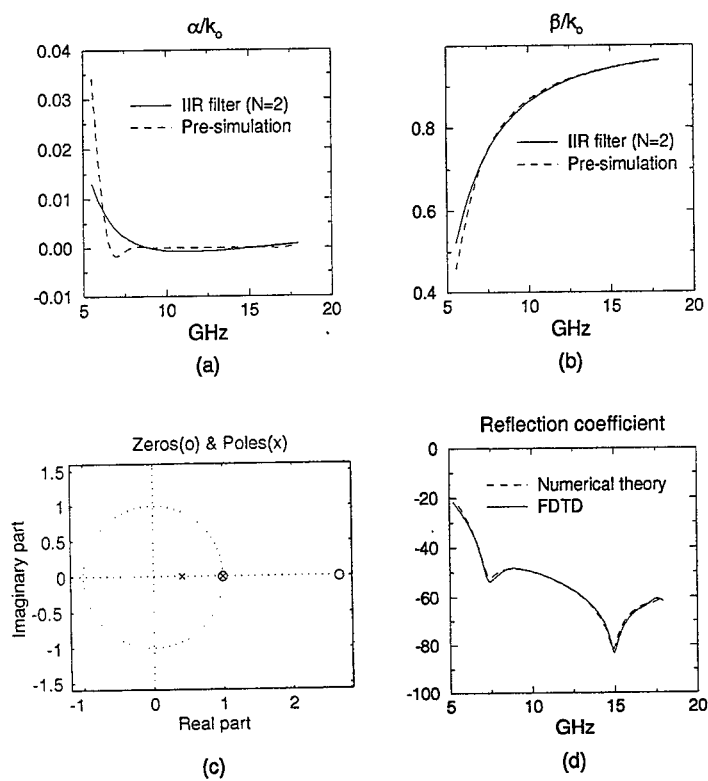 α/k₀
0.04
0.03
0.02
0.01
0.00
-0.01
IIR filter (N=2)
Pre-simulation
5
10
15
20
GHz
(a)
β/k₀
0.8
0.6
0.4
IIR filter (N=2)
Pre-simulation
5
10
15
20
GHz
(b)
Zeros(o) & Poles(x)
Imaginary part
1.5
1
0.5
0
-0.5
-1
-1.5
-1
0
1
2
Real part
(c)
Reflection coefficient
0
-20
-40
-60
-80
-100
Numerical theory
FDTD
5
10
15
20
GHz
(d)